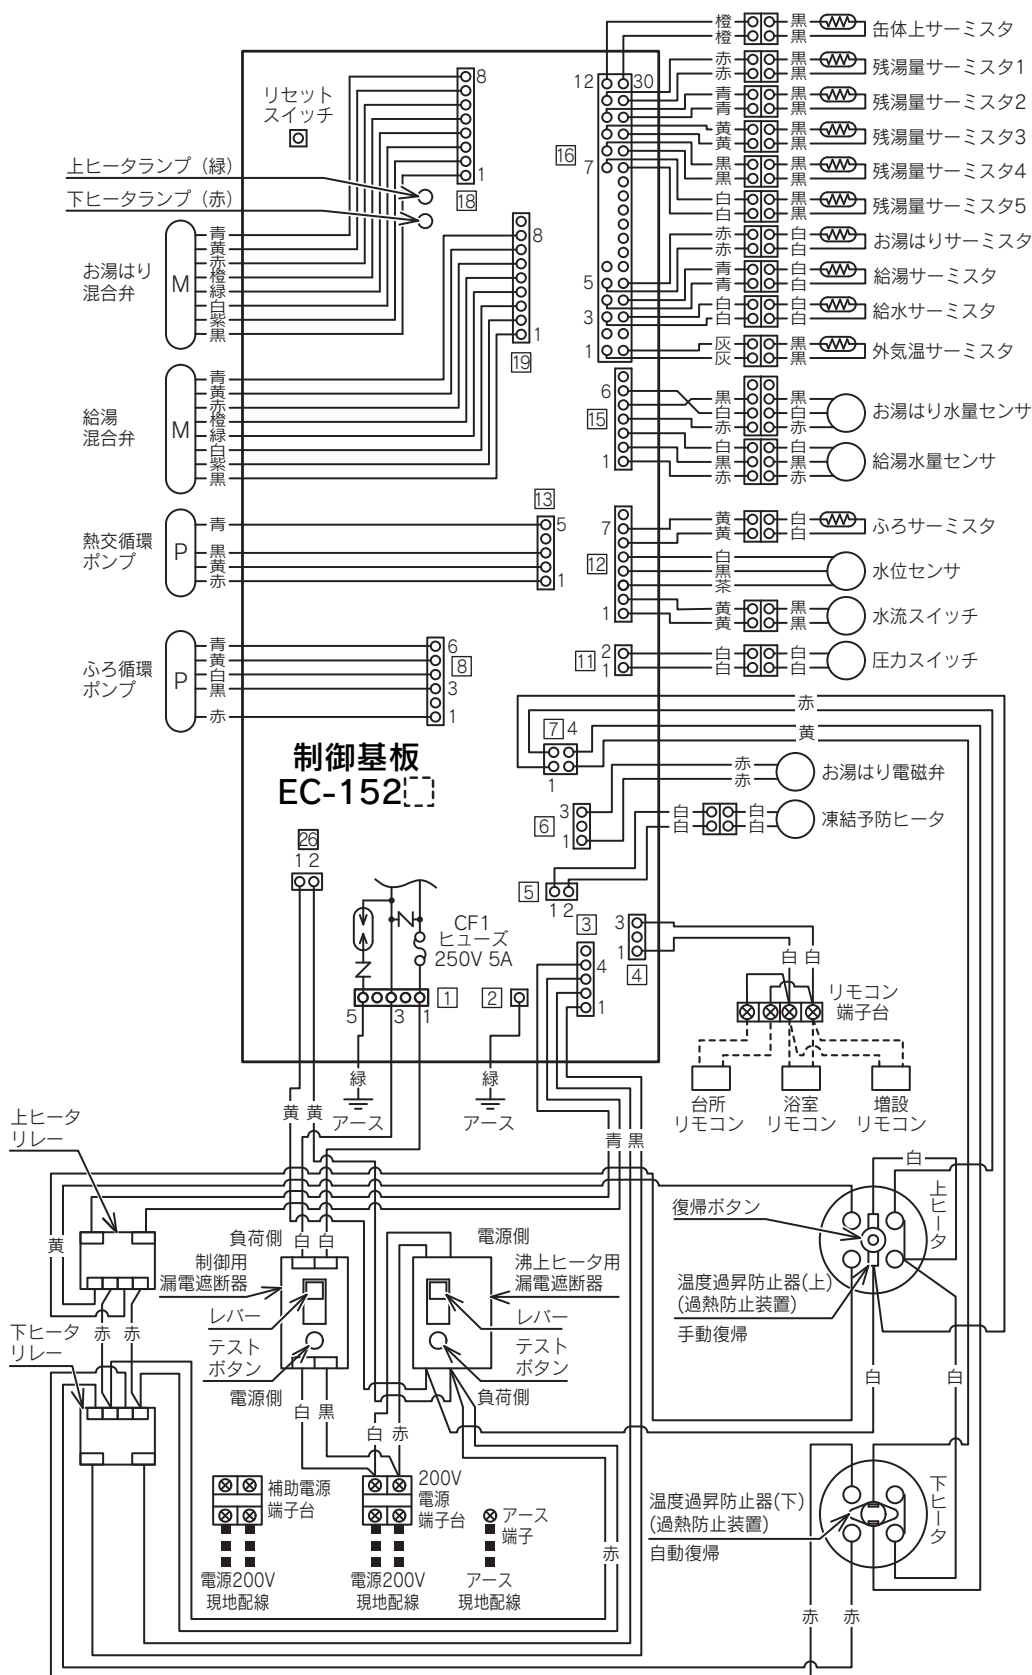 リセット
スイッチ
上ヒータランプ（緑）
下ヒータランプ（赤）
8
1
18
8
1
19
お湯はり
混合弁
M
青
黄
赤
橙
緑
白
紫
黒
給湯
混合弁
M
青
黄
赤
橙
緑
白
紫
黒
熱交循環
ポンプ
P
青
黒
黄
赤
13
5
1
ふろ循環
ポンプ
P
青
黄
白
黒
赤
6
8
3
1
制御基板
EC-152
12
30
16
7
5
3
1
橙 黒
橙 黒
缶体上サーミスタ
赤 黒
赤 黒
残湯量サーミスタ1
青 黒
青 黒
残湯量サーミスタ2
黄 黒
黄 黒
残湯量サーミスタ3
黒 黒
黒 黒
残湯量サーミスタ4
白 黒
白 黒
残湯量サーミスタ5
赤 白
赤 白
お湯はりサーミスタ
青 白
青 白
給湯サーミスタ
白 白
白 白
給水サーミスタ
灰 黒
灰 黒
外気温サーミスタ
6
15
1
黒 黒
白 白
赤 赤
お湯はり水量センサ
白 白
黒 黒
赤 赤
給湯水量センサ
7
12
1
黄 白
黄 白
ふろサーミスタ
白
黒
茶
水位センサ
黄 黒
黄 黒
水流スイッチ
11
2
1
白 白
白 白
圧力スイッチ
赤
黄
7 4
1
赤
赤
お湯はり電磁弁
3
6
1
白 白
白 白
凍結予防ヒータ
5
1 2
26
1 2
CF1
ヒューズ
250V 5A
5 3 1
1
2
3
4
1
3
1
4
白 白
リモコン
端子台
台所
リモコン
浴室
リモコン
増設
リモコン
緑
アース
緑
アース
黄 黄
青 黒
上ヒータ
リレー
黄
赤 赤
下ヒータ
リレー
負荷側
白 白
制御用
漏電遮断器
レバー
テスト
ボタン
電源側
白 黒
電源側
沸上ヒータ用
漏電遮断器
レバー
テスト
ボタン
負荷側
白 赤
白
上ヒータ
復帰ボタン
温度過昇防止器(上)
(過熱防止装置)
手動復帰
白 白
下ヒータ
温度過昇防止器(下)
(過熱防止装置)
自動復帰
赤
赤 赤
補助電源
端子台
電源200V
現地配線
200V
電源
端子台
電源200V
現地配線
アース
端子
アース
現地配線